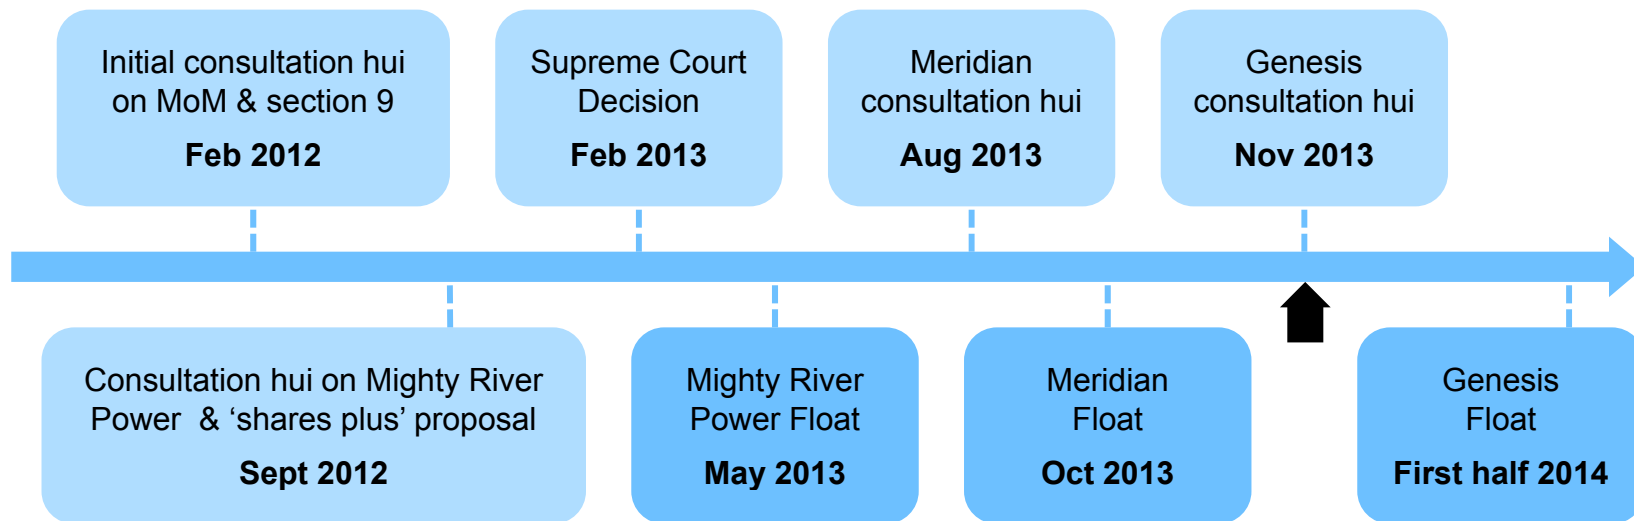 Initial consultation hui
on MoM & section 9
Feb 2012
Supreme Court
Decision
Feb 2013
Meridian
consultation hui
Aug 2013
Genesis
consultation hui
Nov 2013
Consultation hui on Mighty River
Power & ‘shares plus’ proposal
Sept 2012
Mighty River
Power Float
May 2013
Meridian
Float
Oct 2013
Genesis
Float
First half 2014